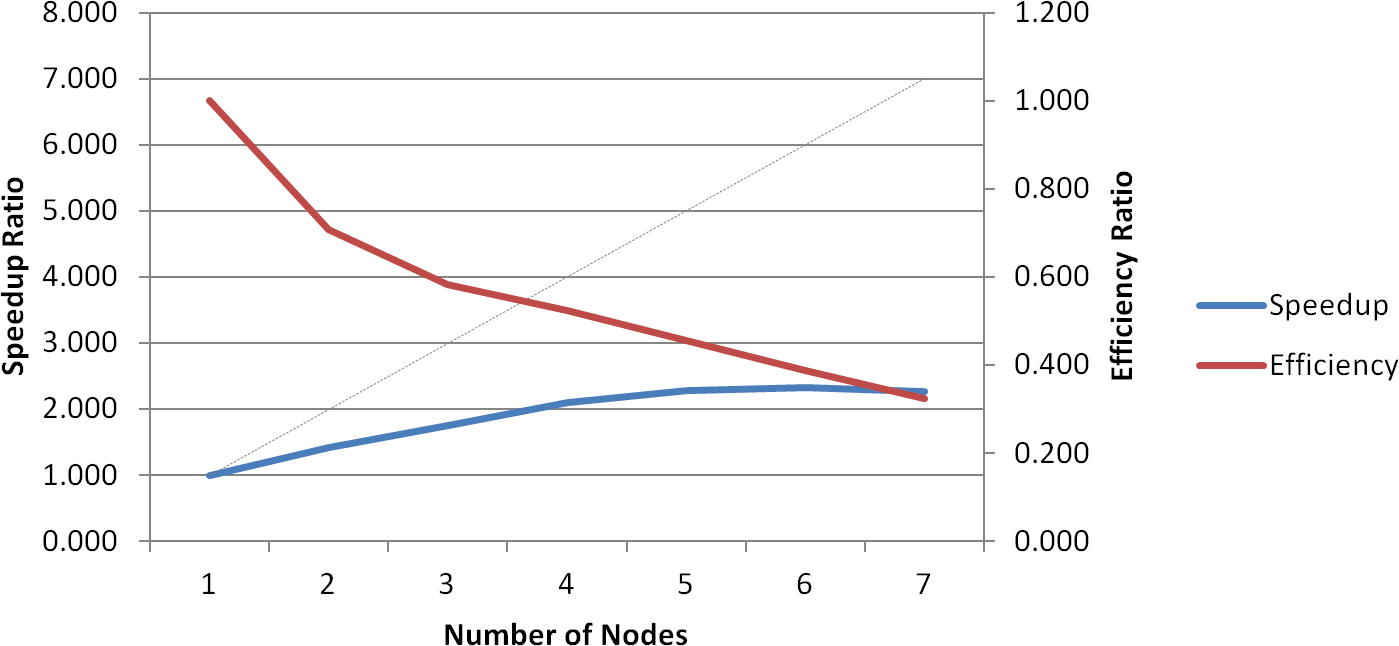 8.000
7.000
6.000
5.000
4.000
3.000
2.000
1.000
0.000
Speedup Ratio
1.200
1.000
0.800
0.600
0.400
0.200
0.000
Efficiency Ratio
1 2 3 4 5 6 7
Number of Nodes
Speedup
Efficiency